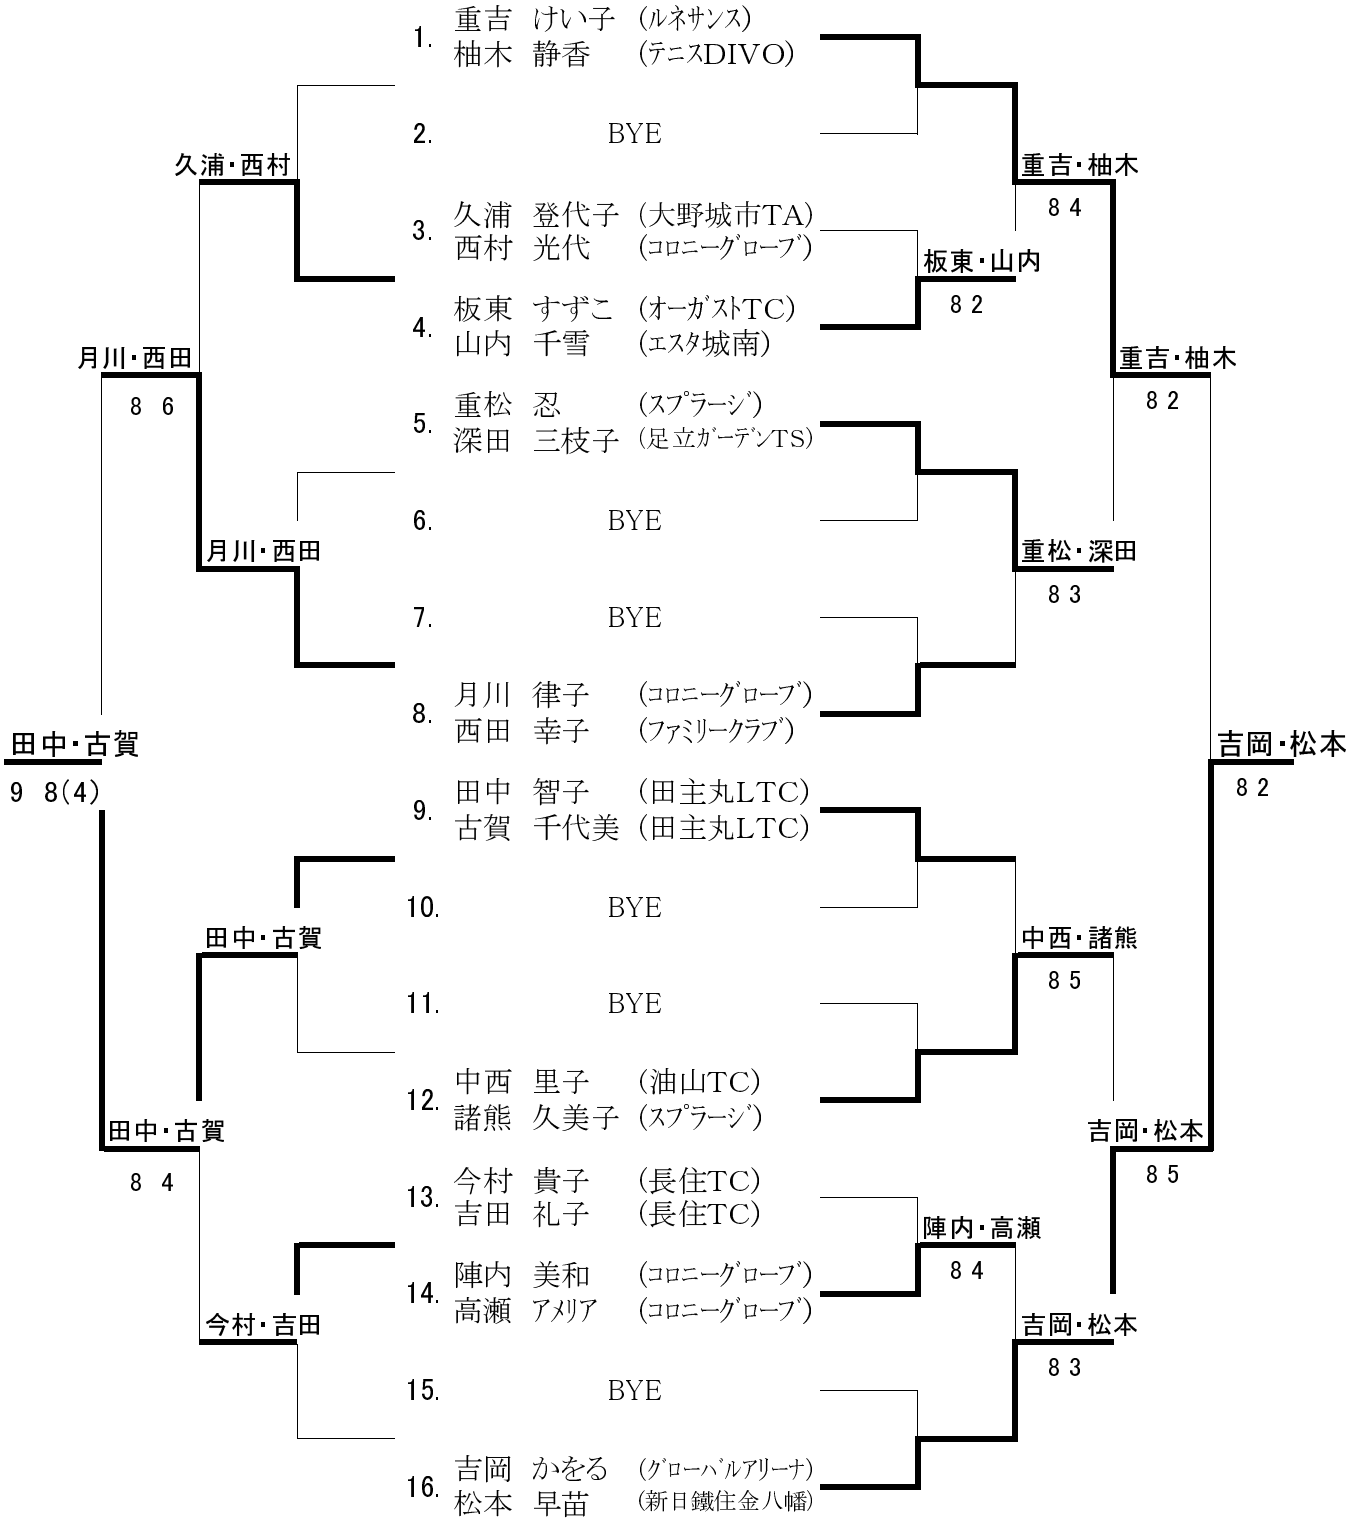 1. 重吉 けい子 (ﾙﾈｻﾝｽ)
柚木 静香 (ﾃﾆｽDIVO)
2. BYE
久浦・西村
重吉・柚木
8 4
3. 久浦 登代子 (大野城市TA)
西村 光代 (ｺﾛﾆｰｸﾞﾛｰﾌﾞ)
板東・山内
8 2
4. 板東 すずこ (ｵｰｶﾞｽﾄTC)
山内 千雪 (ｴｽﾀ城南)
月川・西田
8 6
重吉・柚木
8 2
5. 重松 忍 (ｽﾌﾟﾗｰｼﾞ)
深田 三枝子 (足立ｶﾞｰﾃﾞﾝTS)
6. BYE
月川・西田
重松・深田
8 3
7. BYE
8. 月川 律子 (ｺﾛﾆｰｸﾞﾛｰﾌﾞ)
西田 幸子 (ﾌｧﾐﾘｰｸﾗﾌﾞ)
田中・古賀
9 8(4)
吉岡・松本
8 2
9. 田中 智子 (田主丸LTC)
古賀 千代美 (田主丸LTC)
10. BYE
田中・古賀
中西・諸熊
8 5
11. BYE
12. 中西 里子 (油山TC)
諸熊 久美子 (ｽﾌﾟﾗｰｼﾞ)
田中・古賀
8 4
吉岡・松本
8 5
13. 今村 貴子 (長住TC)
吉田 礼子 (長住TC)
陣内・高瀬
8 4
14. 陣内 美和 (ｺﾛﾆｰｸﾞﾛｰﾌﾞ)
高瀬 ｱﾒﾘｱ (ｺﾛﾆｰｸﾞﾛｰﾌﾞ)
今村・吉田
吉岡・松本
8 3
15. BYE
16. 吉岡 かをる (ｸﾞﾛｰﾊﾞﾙｱﾘｰﾅ)
松本 早苗 (新日鐵住金八幡)